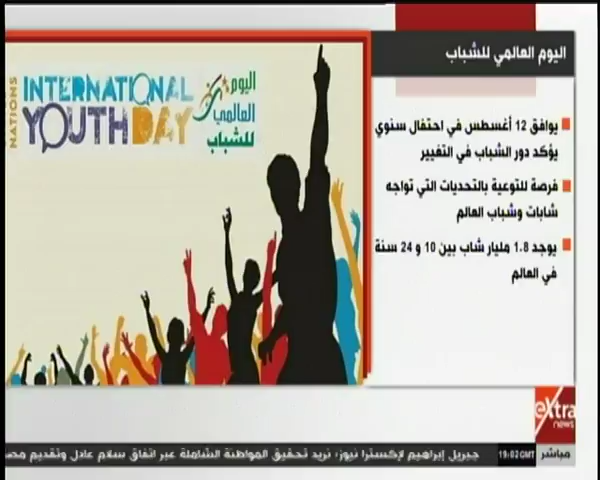 اليوم العالمي للشباب
يوافق 12 أغسطس في احتفال سنوي
يؤكد دور الشباب في التغيير
فرصة للتوعية بالتحديات التي تواجه
شابات وشباب العالم
يوجد 1.8 مليار شاب بين 10 و 24 سنة
في العالم
NATIONS
INTERNATIONAL
YOUTH DAY
اليوم
العالمي
للشباب
eXtra
news
مباشر
19:02 GMT
جبريل إبراهيم لإكسترا نيوز: نريد تحقيق المواطنة الشاملة عبر اتفاق سلام عادل وتقديم مصـ